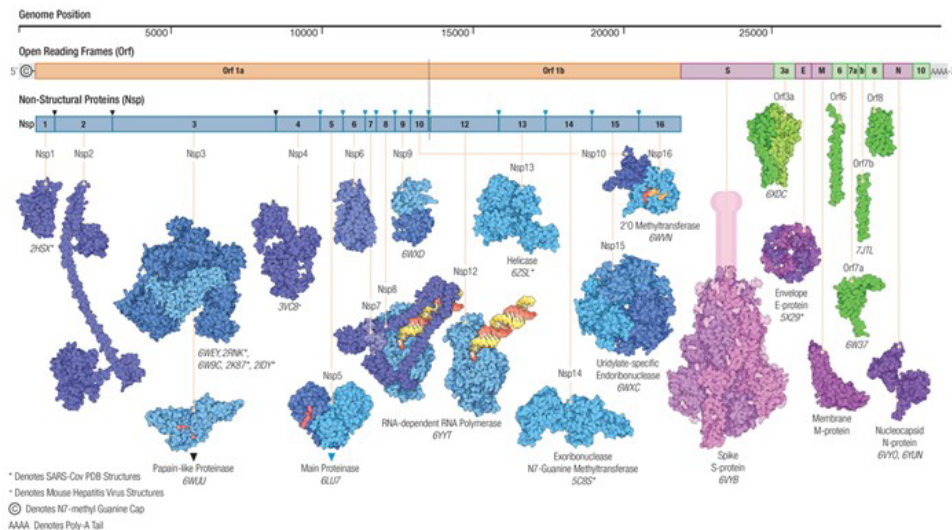 Genome Position
5000 10000 15000 20000 25000
Open Reading Frames (Orf)
5' C Orf 1a Orf 1b S 3a E M 6 7a b 8 N 10 AAAA-3'
Non-Structural Proteins (Nsp)
Nsp 1 2 3 4 5 6 7 8 9 10 12 13 14 15 16
Nsp1 Nsp2 Nsp3 Nsp4 Nsp6 Nsp9 Nsp13 Nsp10 Nsp16 Orf3a Orf6 Orf8
2HSX*
6WEY, 2RNK*,
6W9C, 2K87*, 2IDY*
Papain-like Proteinase
6WUU
3VC8⁺
Nsp5
Main Proteinase
6LU7
6WXD
Nsp7
Nsp8
Nsp12
RNA-dependent RNA Polymerase
6YYT
Helicase
6ZSL*
Nsp14
Exoribonuclease
N7-Guanine Methyltransferase
5C8S*
2'O Methyltransferase
6WVN
Nsp15
Uridylate-specific
Endoribonuclease
6WXC
Spike
S-protein
6VYB
6XDC
Envelope
E-protein
5X29*
Membrane
M-protein
Orf7b
7JTL
Orf7a
6W37
Nucleocapsid
N-protein
6VYO, 6YUN
* Denotes SARS-Cov PDB Structures
⁺ Denotes Mouse Hepatitis Virus Structures
C Denotes N7-methyl Guanine Cap
AAAA Denotes Poly-A Tail